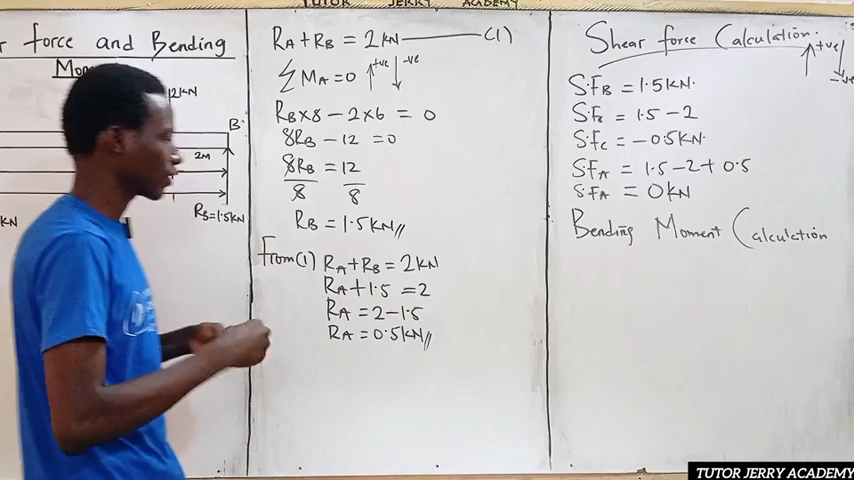 TUTOR JERRY ACADEMY
r force and Bending
Mom
2KN
B
2M
RB=1.5KN
KN
RA+RB = 2KN (1)
∑MA=0 ↑+ve ↓-ve
RB×8 - 2×6 = 0
8RB - 12 = 0
8RB = 12
8 8
RB = 1.5KN//
From(1) RA+RB = 2KN
RA+1.5 = 2
RA = 2-1.5
RA = 0.5KN//
Shear force Calculation.
↑+ve ↓-ve
S.FB = 1.5KN.
S.Fc = 1.5 - 2
S.Fc = -0.5KN.
S.FA = 1.5-2+0.5
S.FA = 0KN
Bending Moment Calculation
TUTOR JERRY ACADEMY